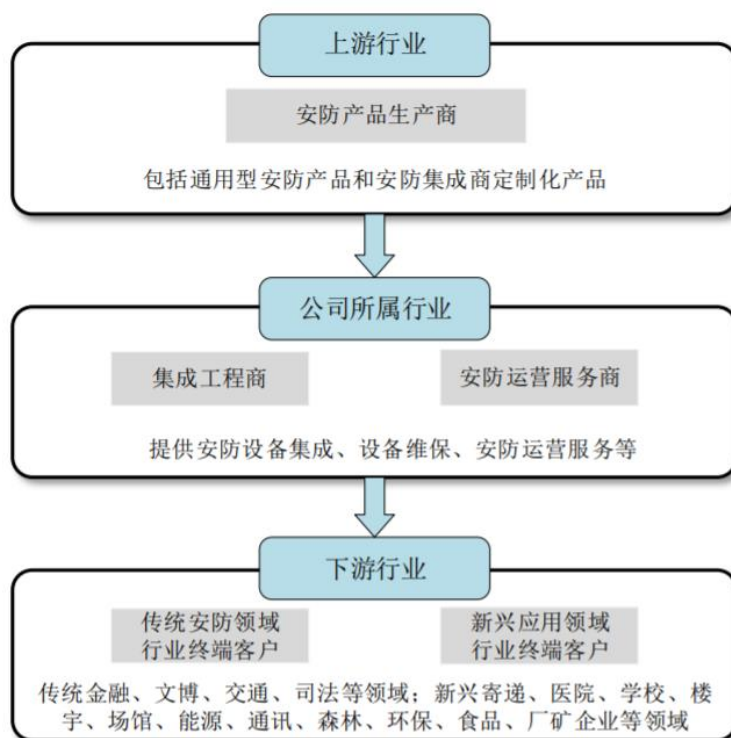 上游行业
安防产品生产商
包括通用型安防产品和安防集成商定制化产品
公司所属行业
集成工程商
安防运营服务商
提供安防设备集成、设备维保、安防运营服务等
下游行业
传统安防领域
行业终端客户
新兴应用领域
行业终端客户
传统金融、文博、交通、司法等领域；新兴寄递、医院、学校、楼
宇、场馆、能源、通讯、森林、环保、食品、厂矿企业等领域